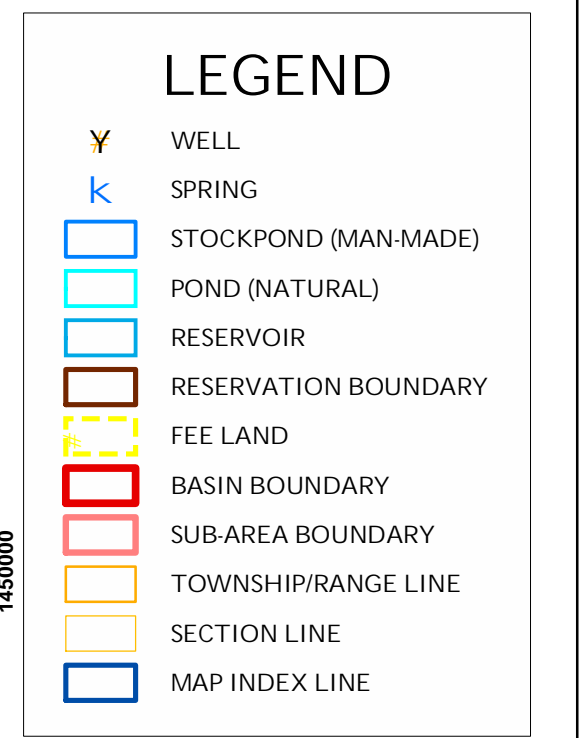 LEGEND
¥ WELL
k SPRING
STOCKPOND (MAN-MADE)
POND (NATURAL)
RESERVOIR
RESERVATION BOUNDARY
# FEE LAND
BASIN BOUNDARY
SUB-AREA BOUNDARY
1450000
TOWNSHIP/RANGE LINE
SECTION LINE
MAP INDEX LINE